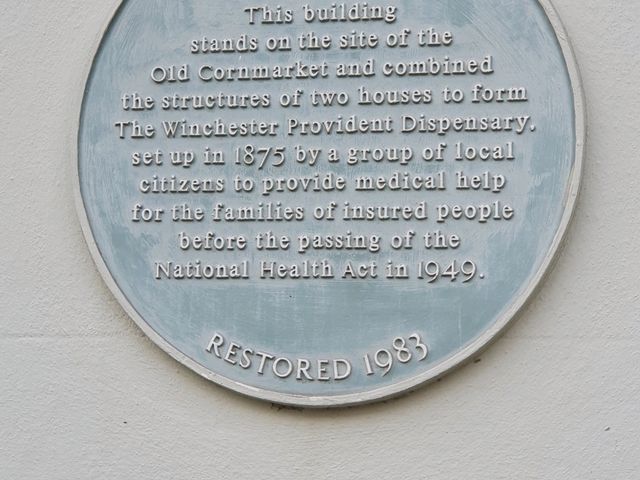 This building
stands on the site of the
Old Cornmarket and combined
the structures of two houses to form
The Winchester Provident Dispensary.
set up in 1875 by a group of local
citizens to provide medical help
for the families of insured people
before the passing of the
National Health Act in 1949.
RESTORED 1983